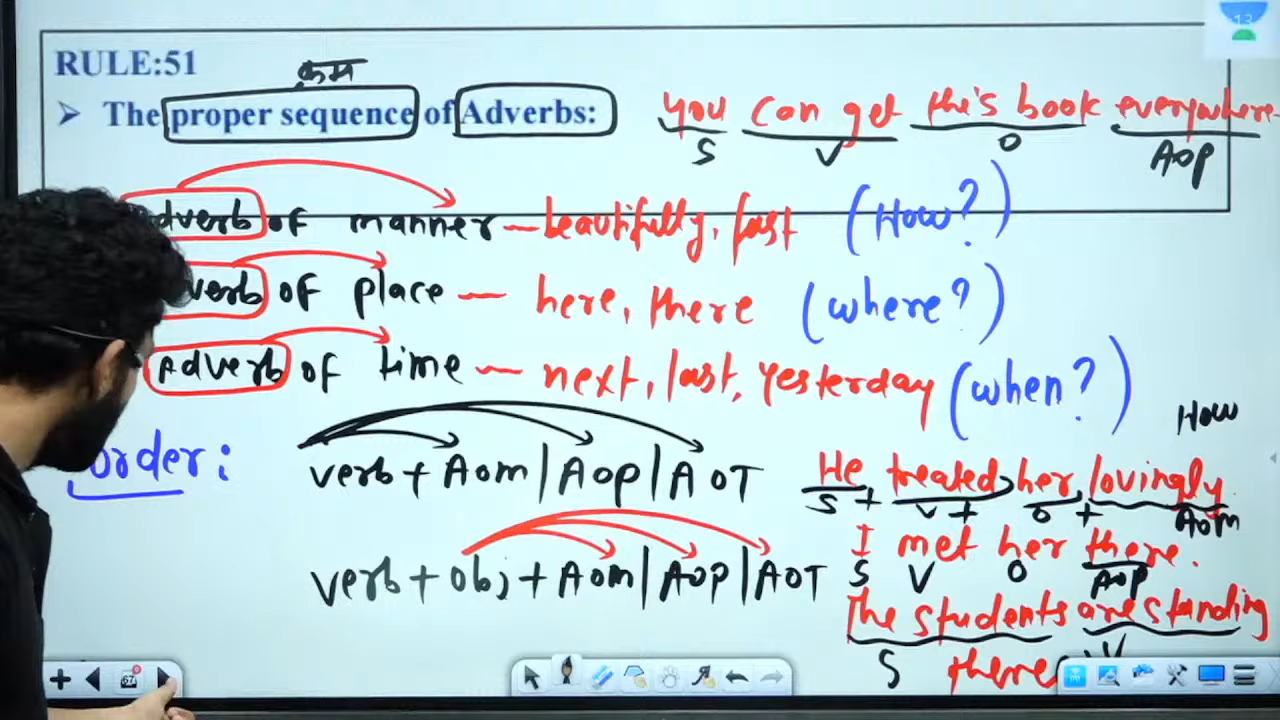 RULE:51
क्रम
➤ The proper sequence of Adverbs:
You can get this book everywhere
S V O AOP
Adverb of manner — beautifully, fast (How?)
verb of place — here, there (where?)
Adverb of time — next, last, yesterday (when?)
order:
verb + AOM | AOP | AOT
verb + obj + AOM | AOP | AOT
How
He treated her lovingly.
S + V + O + AOM
I met her there.
S V O AOP
The students are standing
S V
there
13
67